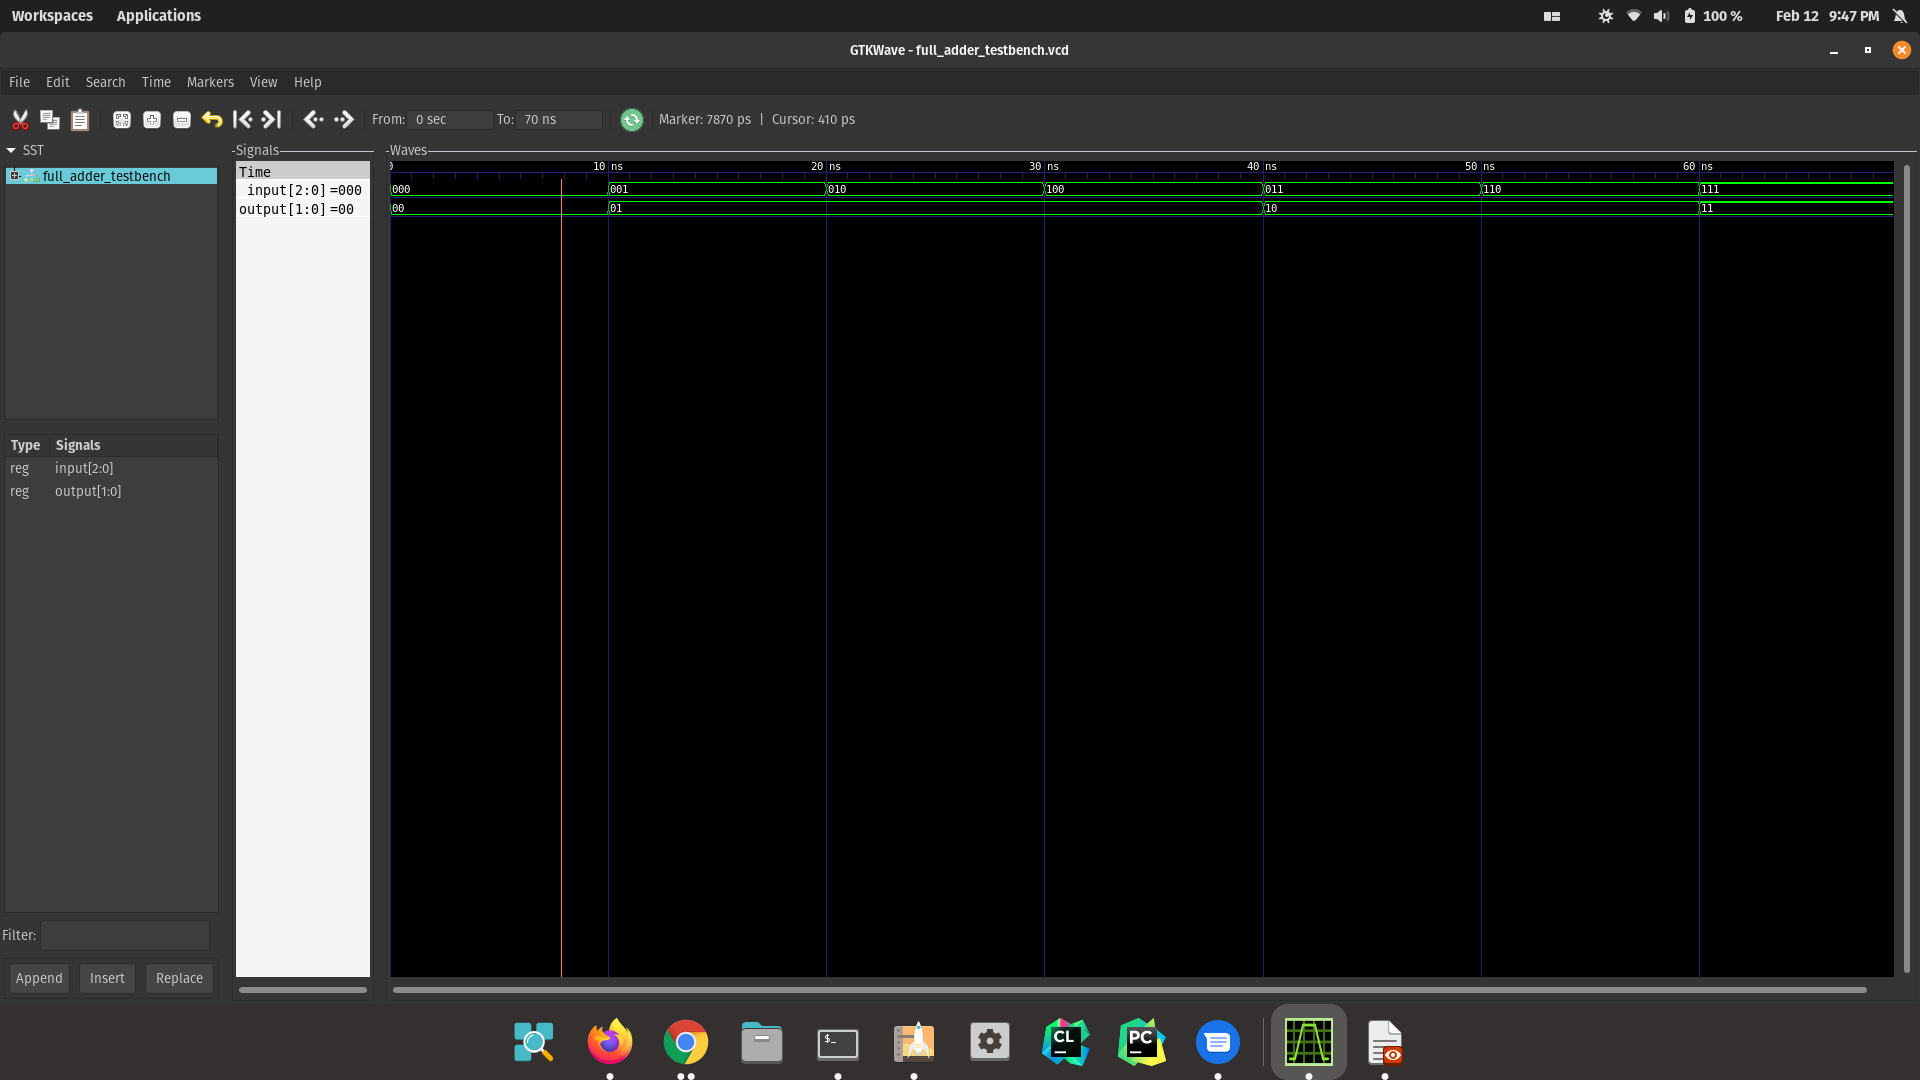 Workspaces Applications 100 % Feb 12 9:47 PM
GTKWave - full_adder_testbench.vcd
File Edit Search Time Markers View Help
From: 0 sec To: 70 ns Marker: 7870 ps | Cursor: 410 ps
SST
full_adder_testbench
Type Signals
reg input[2:0]
reg output[1:0]
Filter:
Append Insert Replace
Signals
Time
input[2:0] =000
output[1:0] =00
Waves
0 10 ns 20 ns 30 ns 40 ns 50 ns 60 ns
000 001 010 100 011 110 111
00 01 10 11
$_ CL PC